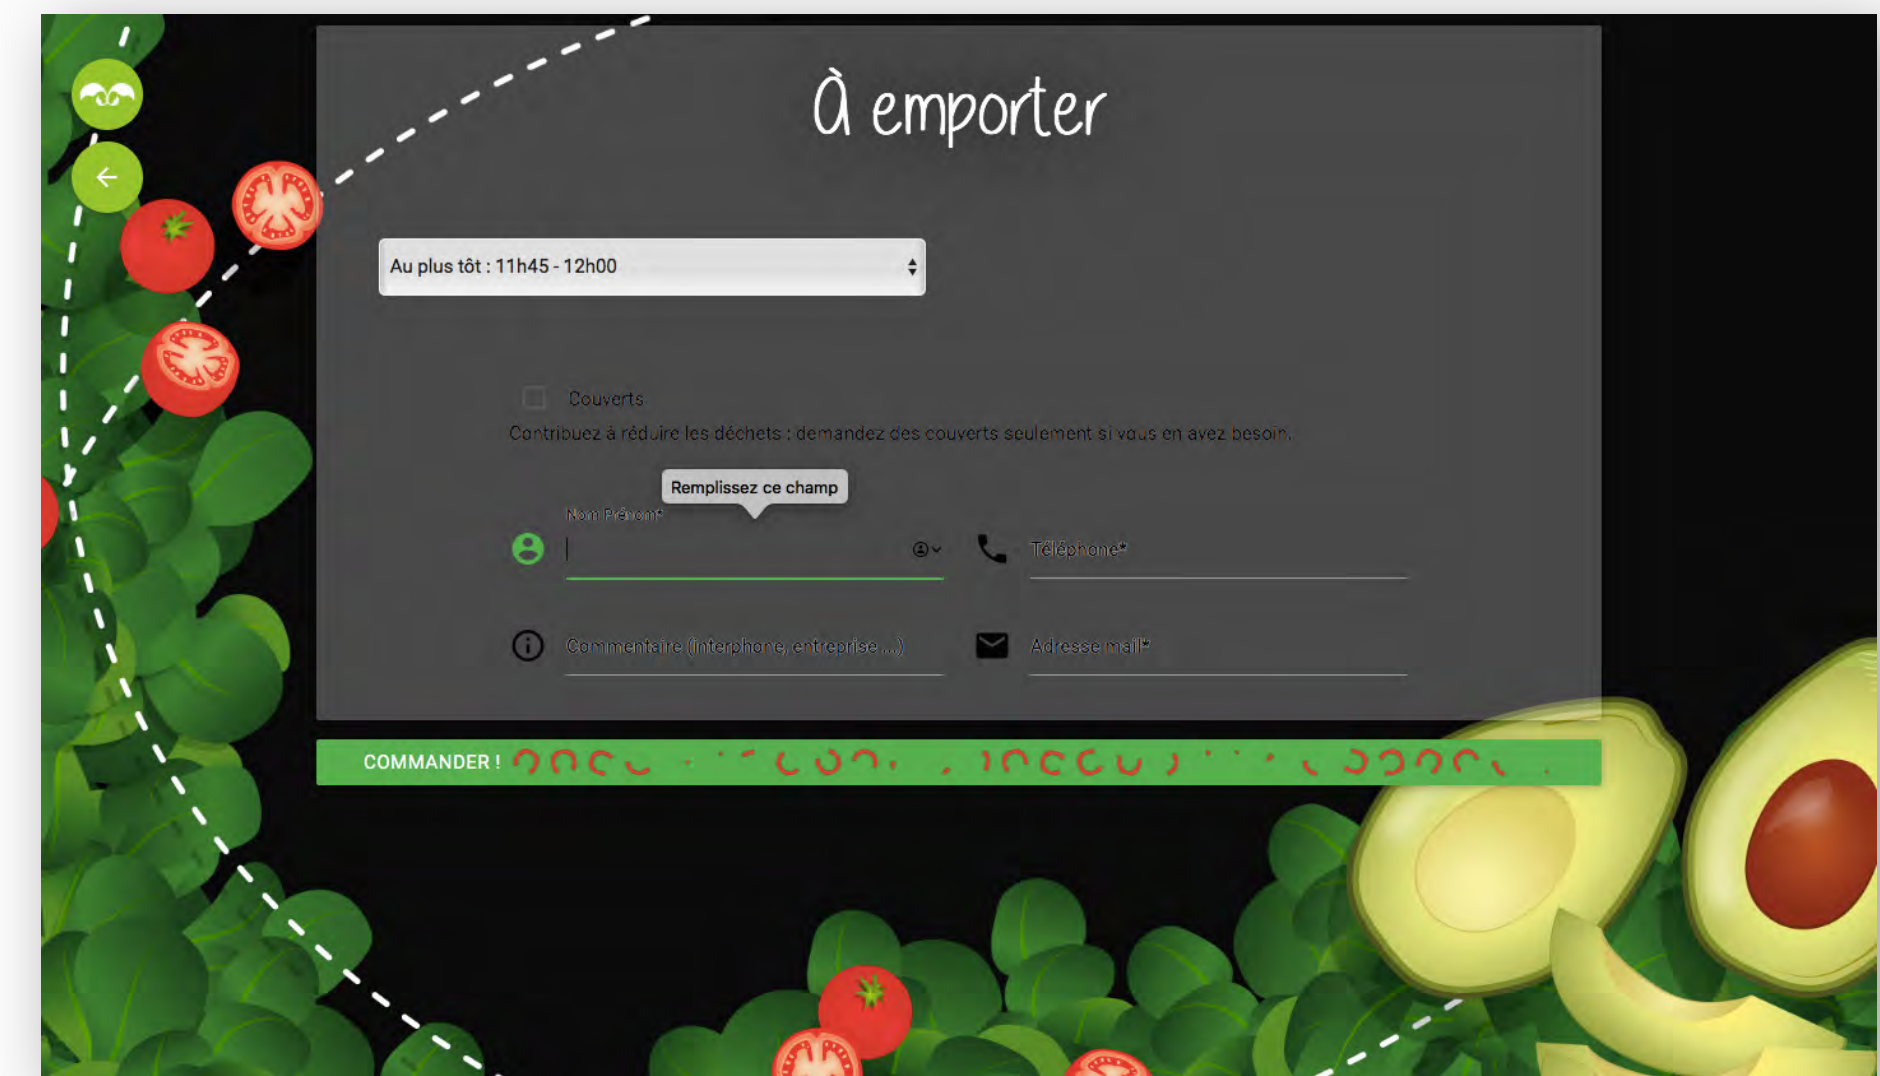 À emporter
Au plus tôt : 11h45 - 12h00
Couverts
Contribuez à réduire les déchets : demandez des couverts seulement si vous en avez besoin.
Remplissez ce champ
Nom Prénom*
Téléphone*
Commentaire (interphone, entreprise ...)
Adresse mail*
COMMANDER !